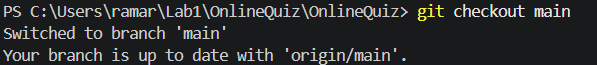 PS C:\Users\ramar\Lab1\OnlineQuiz\OnlineQuiz> git checkout main
Switched to branch 'main'
Your branch is up to date with 'origin/main'.